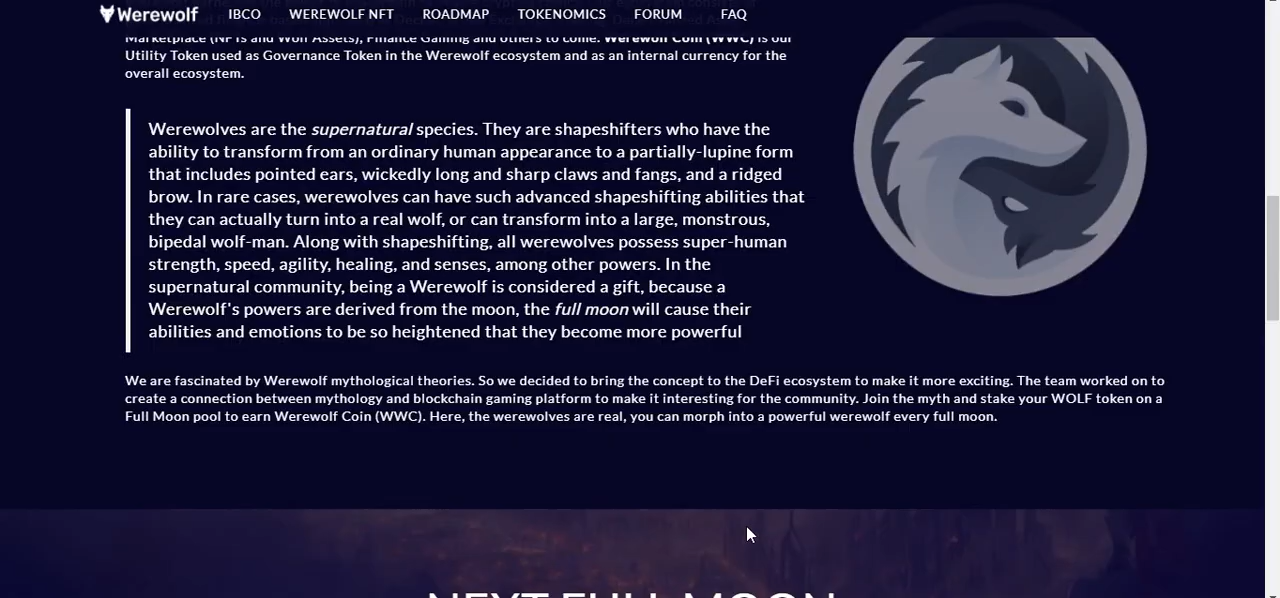 Werewolf IBCO WEREWOLF NFT ROADMAP TOKENOMICS FORUM FAQ
Marketplace (NFTs and Wolf Assets), Finance Gaming and others to come. Werewolf Coin (WWC) is our
Utility Token used as Governance Token in the Werewolf ecosystem and as an internal currency for the
overall ecosystem.
Werewolves are the supernatural species. They are shapeshifters who have the
ability to transform from an ordinary human appearance to a partially-lupine form
that includes pointed ears, wickedly long and sharp claws and fangs, and a ridged
brow. In rare cases, werewolves can have such advanced shapeshifting abilities that
they can actually turn into a real wolf, or can transform into a large, monstrous,
bipedal wolf-man. Along with shapeshifting, all werewolves possess super-human
strength, speed, agility, healing, and senses, among other powers. In the
supernatural community, being a Werewolf is considered a gift, because a
Werewolf's powers are derived from the moon, the full moon will cause their
abilities and emotions to be so heightened that they become more powerful
We are fascinated by Werewolf mythological theories. So we decided to bring the concept to the DeFi ecosystem to make it more exciting. The team worked on to
create a connection between mythology and blockchain gaming platform to make it interesting for the community. Join the myth and stake your WOLF token on a
Full Moon pool to earn Werewolf Coin (WWC). Here, the werewolves are real, you can morph into a powerful werewolf every full moon.
NEXT FULL MOON